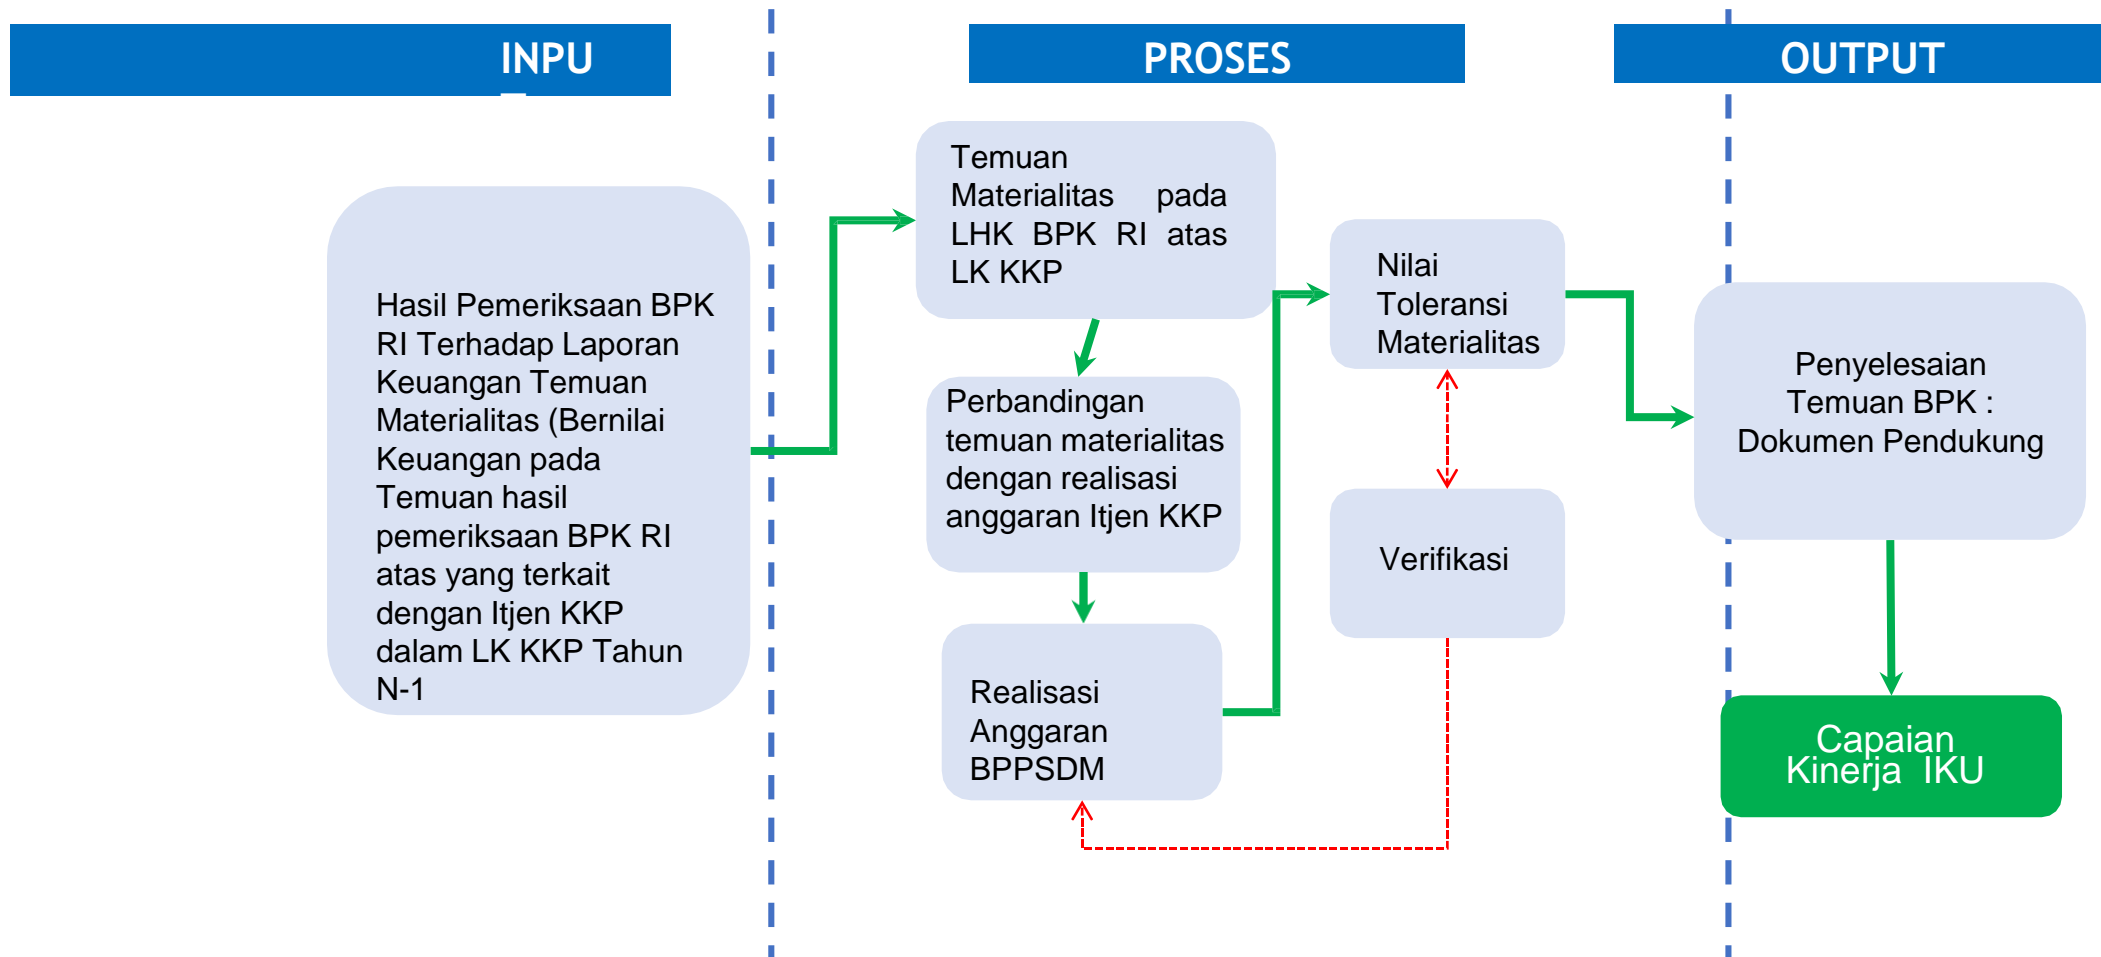 INPU
PROSES
OUTPUT
Hasil Pemeriksaan BPK
RI Terhadap Laporan
Keuangan Temuan
Materialitas (Bernilai
Keuangan pada
Temuan hasil
pemeriksaan BPK RI
atas yang terkait
dengan Itjen KKP
dalam LK KKP Tahun
N-1
Temuan
Materialitas pada
LHK BPK RI atas
LK KKP
Perbandingan
temuan materialitas
dengan realisasi
anggaran Itjen KKP
Realisasi
Anggaran
BPPSDM
Nilai
Toleransi
Materialitas
Verifikasi
Penyelesaian
Temuan BPK :
Dokumen Pendukung
Capaian
Kinerja IKU